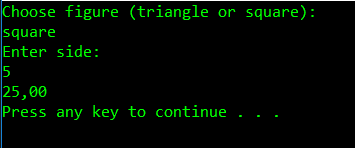 Choose figure (triangle or square):
square
Enter side:
5
25,00
Press any key to continue . . .